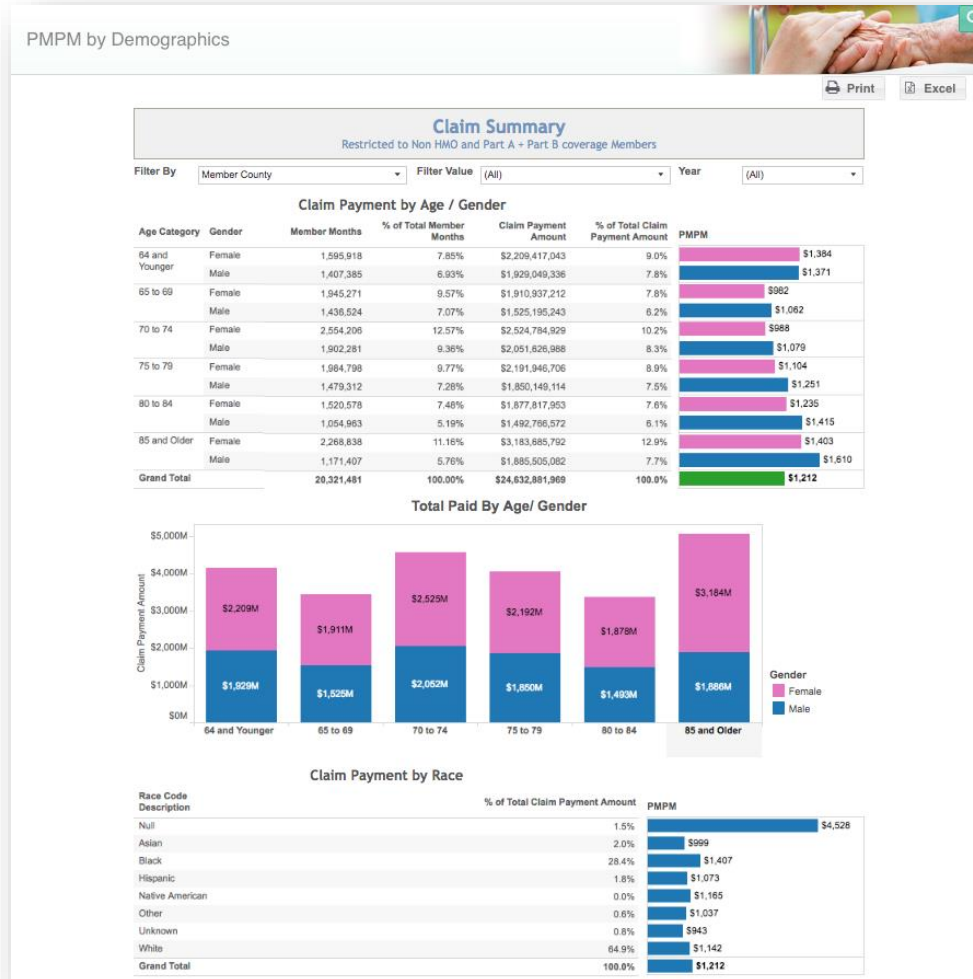 PMPM by Demographics
Print Excel
Claim Summary
Restricted to Non HMO and Part A + Part B coverage Members
Filter By Member County Filter Value (All) Year (All)
Claim Payment by Age / Gender
Age Category Gender Member Months % of Total Member Months Claim Payment Amount % of Total Claim Payment Amount PMPM
64 and Younger Female 1,595,918 7.85% $2,209,417,043 9.0% $1,384
Male 1,407,385 6.93% $1,929,049,336 7.8% $1,371
65 to 69 Female 1,945,271 9.57% $1,910,937,212 7.8% $982
Male 1,436,524 7.07% $1,525,195,243 6.2% $1,062
70 to 74 Female 2,554,206 12.57% $2,524,784,929 10.2% $988
Male 1,902,281 9.36% $2,051,626,988 8.3% $1,079
75 to 79 Female 1,984,798 9.77% $2,191,946,706 8.9% $1,104
Male 1,479,312 7.28% $1,850,149,114 7.5% $1,251
80 to 84 Female 1,520,578 7.48% $1,877,817,953 7.6% $1,235
Male 1,054,963 5.19% $1,492,766,572 6.1% $1,415
85 and Older Female 2,268,838 11.16% $3,183,685,792 12.9% $1,403
Male 1,171,407 5.76% $1,885,505,082 7.7% $1,610
Grand Total 20,321,481 100.00% $24,632,881,969 100.0% $1,212
Total Paid By Age/ Gender
Claim Payment Amount
$5,000M
$4,000M
$3,000M
$2,000M
$1,000M
$0M
$2,209M $1,911M $2,525M $2,192M $1,878M $3,184M
$1,929M $1,525M $2,052M $1,850M $1,493M $1,886M
64 and Younger 65 to 69 70 to 74 75 to 79 80 to 84 85 and Older
Gender
Female
Male
Claim Payment by Race
Race Code Description % of Total Claim Payment Amount PMPM
Null 1.5% $4,528
Asian 2.0% $999
Black 28.4% $1,407
Hispanic 1.8% $1,073
Native American 0.0% $1,165
Other 0.6% $1,037
Unknown 0.8% $943
White 64.9% $1,142
Grand Total 100.0% $1,212